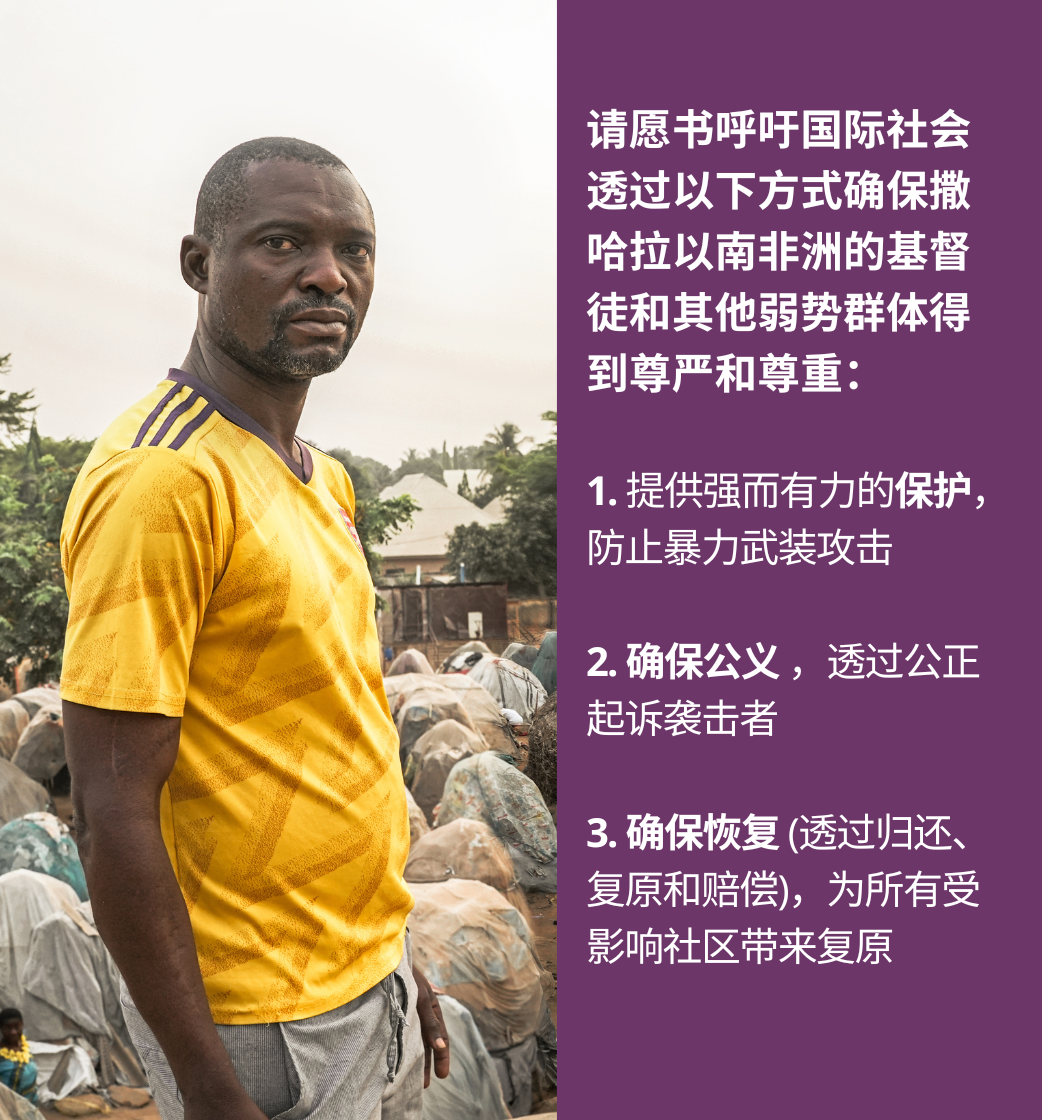 请愿书呼吁国际社会
透过以下方式确保撒
哈拉以南非洲的基督
徒和其他弱势群体得
到尊严和尊重：
1. 提供强而有力的保护，
防止暴力武装攻击
2. 确保公义 ，透过公正
起诉袭击者
3. 确保恢复 (透过归还、
复原和赔偿)，为所有受
影响社区带来复原